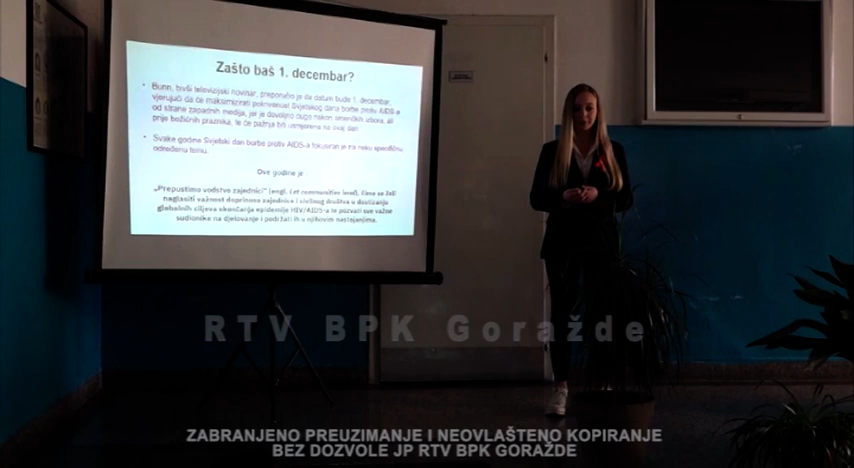 Zašto baš 1. decembar?
• Bunn, bivši televizijski novinar, preporučio je da datum bude 1. decembar,
vjerujući da će maksimizirati pokrivenost Svjetskog dana borbe protiv AIDS-a
od strane zapadnih medija, jer je dovoljno dugo nakon američkih izbora, ali
prije božićnih praznika, te će pažnja biti usmjerena na ovaj dan.
• Svake godine Svjetski dan borbe protiv AIDS-a fokusiran je na neku specifičnu
određenu temu.
Ove godine je
„Prepustimo vodstvo zajednici" (engl. Let communities lead), čime se želi
naglasiti važnost doprinosa zajednica i civilnog društva u dostizanju
globalnih ciljeva okončanja epidemije HIV/AIDS-a te pozvati sve važne
sudionike na djelovanje i podržati ih u njihovim nastojanjima.
RTV BPK Goražde
ZABRANJENO PREUZIMANJE I NEOVLAŠTENO KOPIRANJE
BEZ DOZVOLE JP RTV BPK GORAŽDE